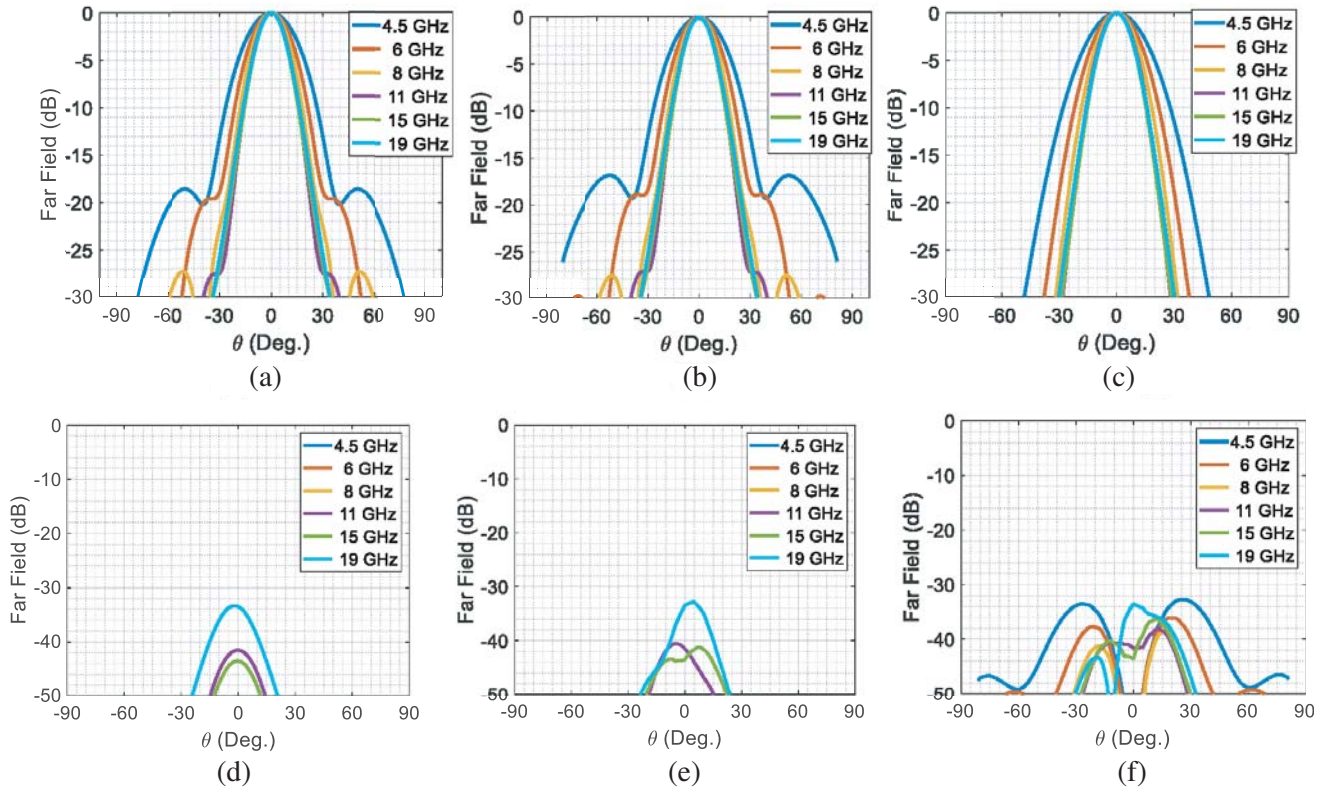 0
-5
-10
-15
-20
-25
-30
Far Field (dB)
4.5 GHz
6 GHz
8 GHz
11 GHz
15 GHz
19 GHz
-90 -60 -30 0 30 60 90
θ (Deg.)
(a)
0
-5
-10
-15
-20
-25
-30
Far Field (dB)
4.5 GHz
6 GHz
8 GHz
11 GHz
15 GHz
19 GHz
-90 -60 -30 0 30 60 90
θ (Deg.)
(b)
0
-5
-10
-15
-20
-25
-30
Far Field (dB)
4.5 GHz
6 GHz
8 GHz
11 GHz
15 GHz
19 GHz
-90 -60 -30 0 30 60 90
θ (Deg.)
(c)
0
-10
-20
-30
-40
-50
Far Field (dB)
4.5 GHz
6 GHz
8 GHz
11 GHz
15 GHz
19 GHz
-90 -60 -30 0 30 60 90
θ (Deg.)
(d)
0
-10
-20
-30
-40
-50
Far Field (dB)
4.5 GHz
6 GHz
8 GHz
11 GHz
15 GHz
19 GHz
-90 -60 -30 0 30 60 90
θ (Deg.)
(e)
0
-10
-20
-30
-40
-50
Far Field (dB)
4.5 GHz
6 GHz
8 GHz
11 GHz
15 GHz
19 GHz
-90 -60 -30 0 30 60 90
θ (Deg.)
(f)